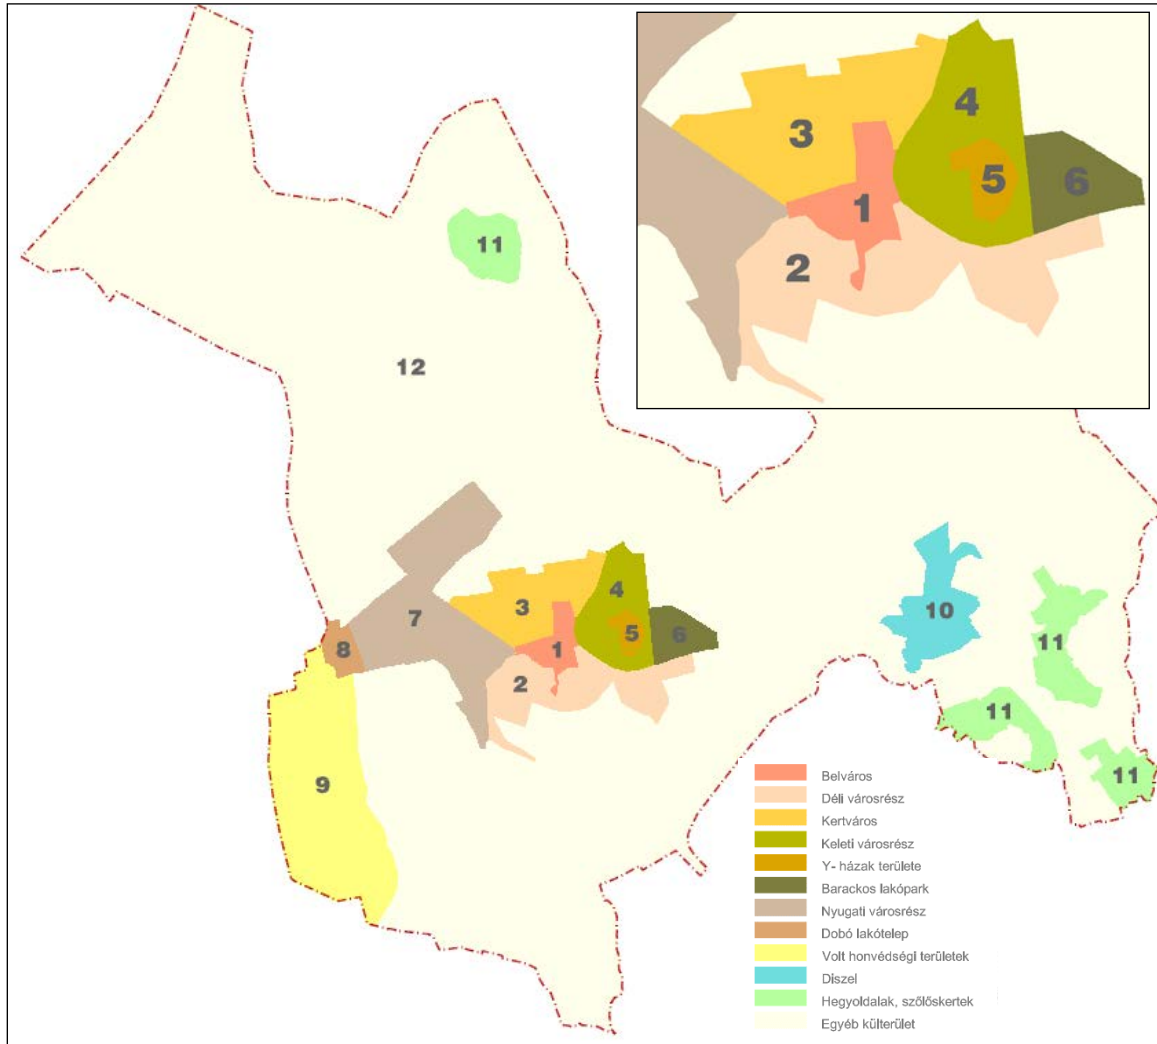 4
3
5
6
1
2
11
12
4
3
7
5
10
6
1
8
11
2
11
9
11
Belváros
Déli városrész
Kertváros
Keleti városrész
Y- házak területe
Barackos lakópark
Nyugati városrész
Dobó lakótelep
Volt honvédségi területek
Diszel
Hegyoldalak, szőlőskertek
Egyéb külterület